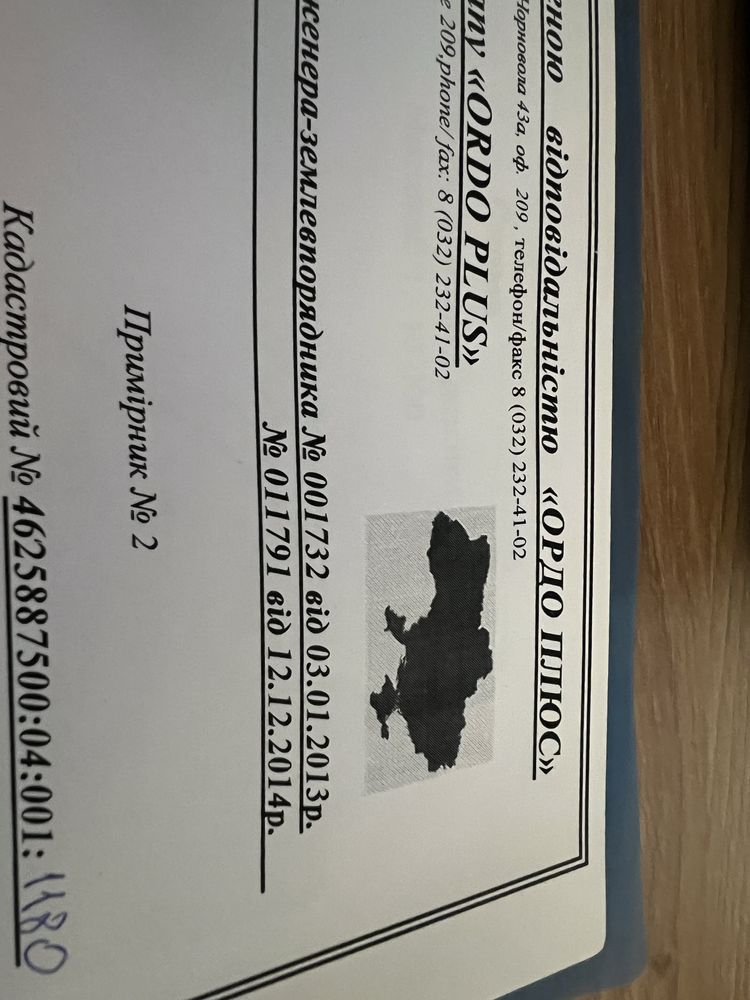 еною відповідальністю «ОРДО ПЛЮС»
Чорновола 43а, оф. 209, телефон/факс 8 (032) 232-41-02
«ORDO PLUS»
209,phone/ fax: 8 (032) 232-41-02
женера-землевпорядника № 001732 від 03.01.2013р.
№ 011791 від 12.12.2014р.
Примірник № 2
Кадастровий № 4625887500:04:001: 1180